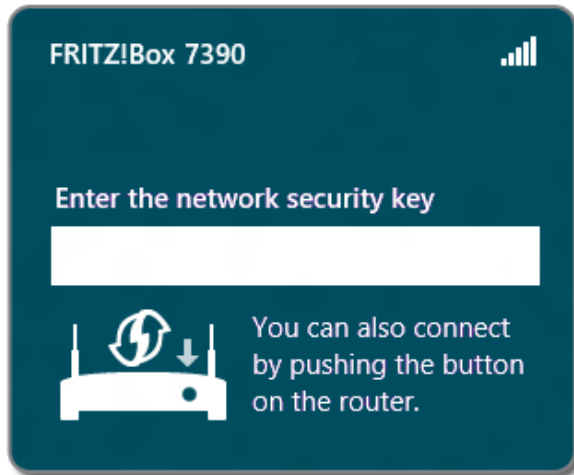 FRITZ!Box 7390
Enter the network security key
You can also connect
by pushing the button
on the router.